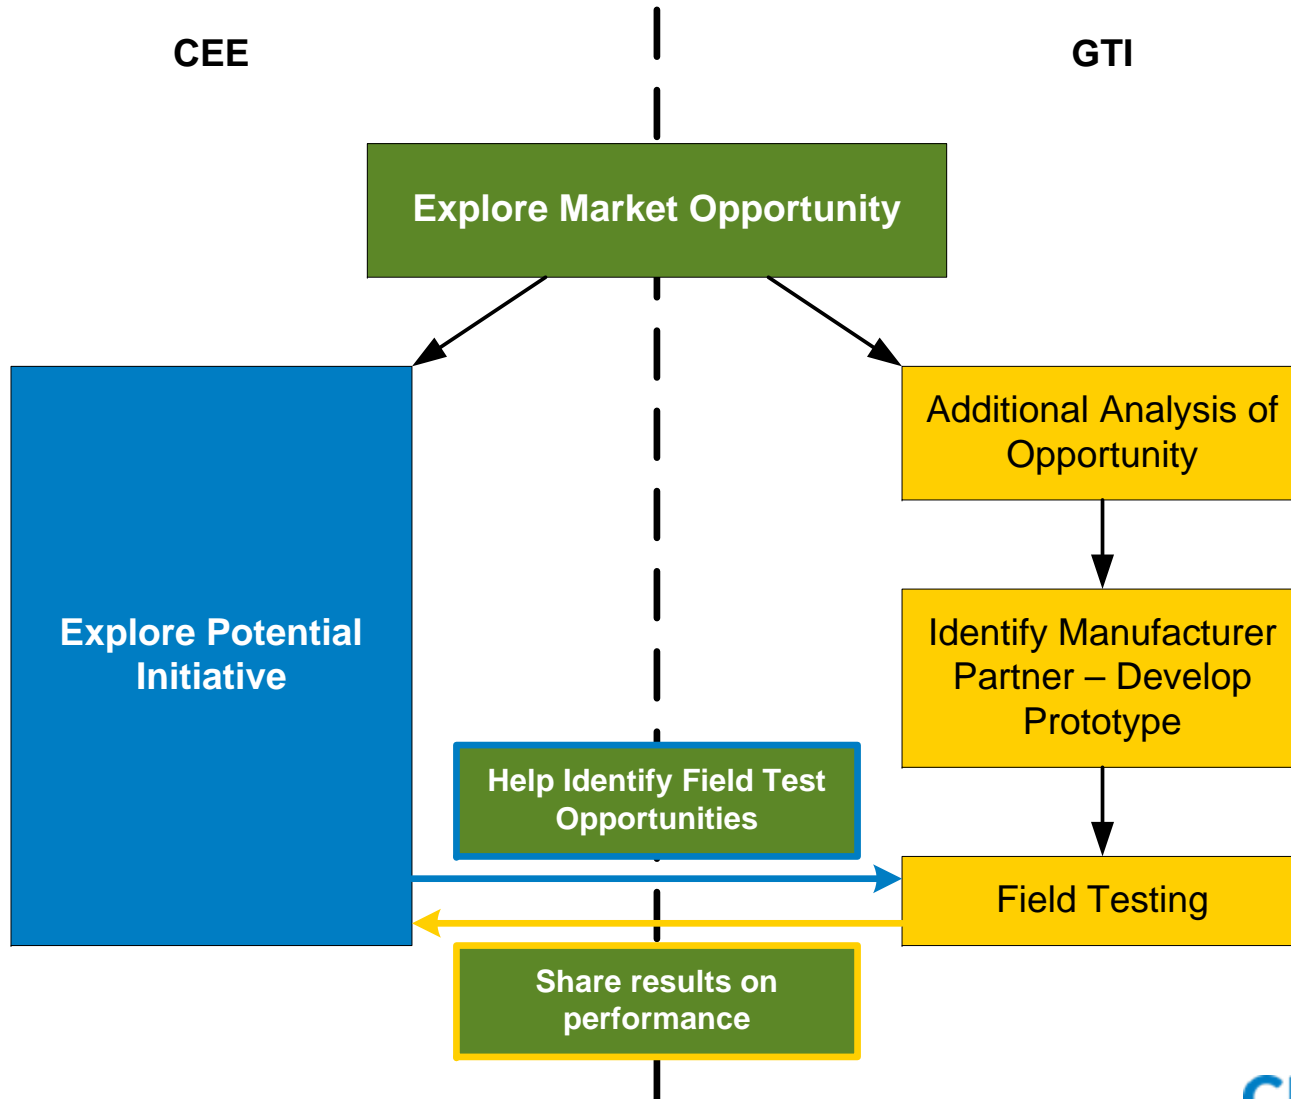 CEE
GTI
Explore Market Opportunity
Additional Analysis of
Opportunity
Explore Potential
Initiative
Identify Manufacturer
Partner – Develop
Prototype
Help Identify Field Test
Opportunities
Field Testing
Share results on
performance